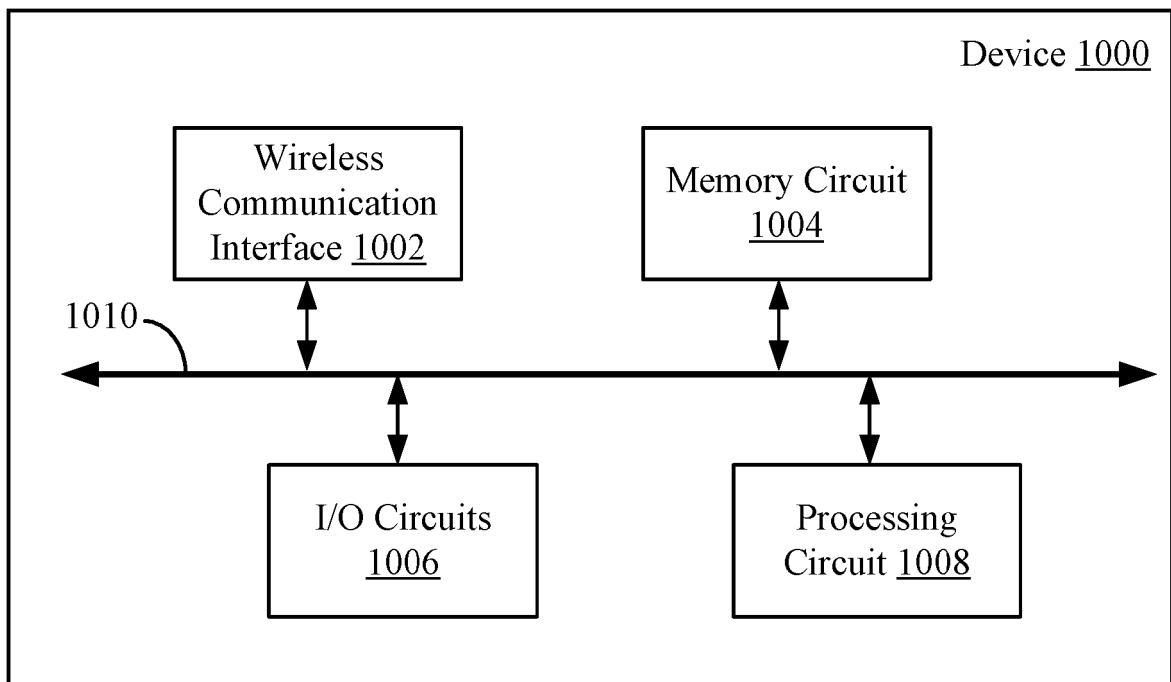 Device 1000
Wireless
Communication
Interface 1002
Memory Circuit
1004
1010
I/O Circuits
1006
Processing
Circuit 1008